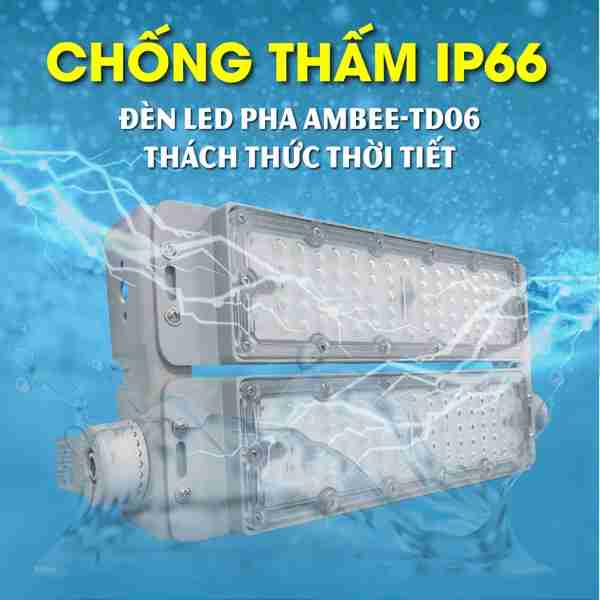 CHỐNG THẤM IP66
ĐÈN LED PHA AMBEE-TD06
THÁCH THỨC THỜI TIẾT